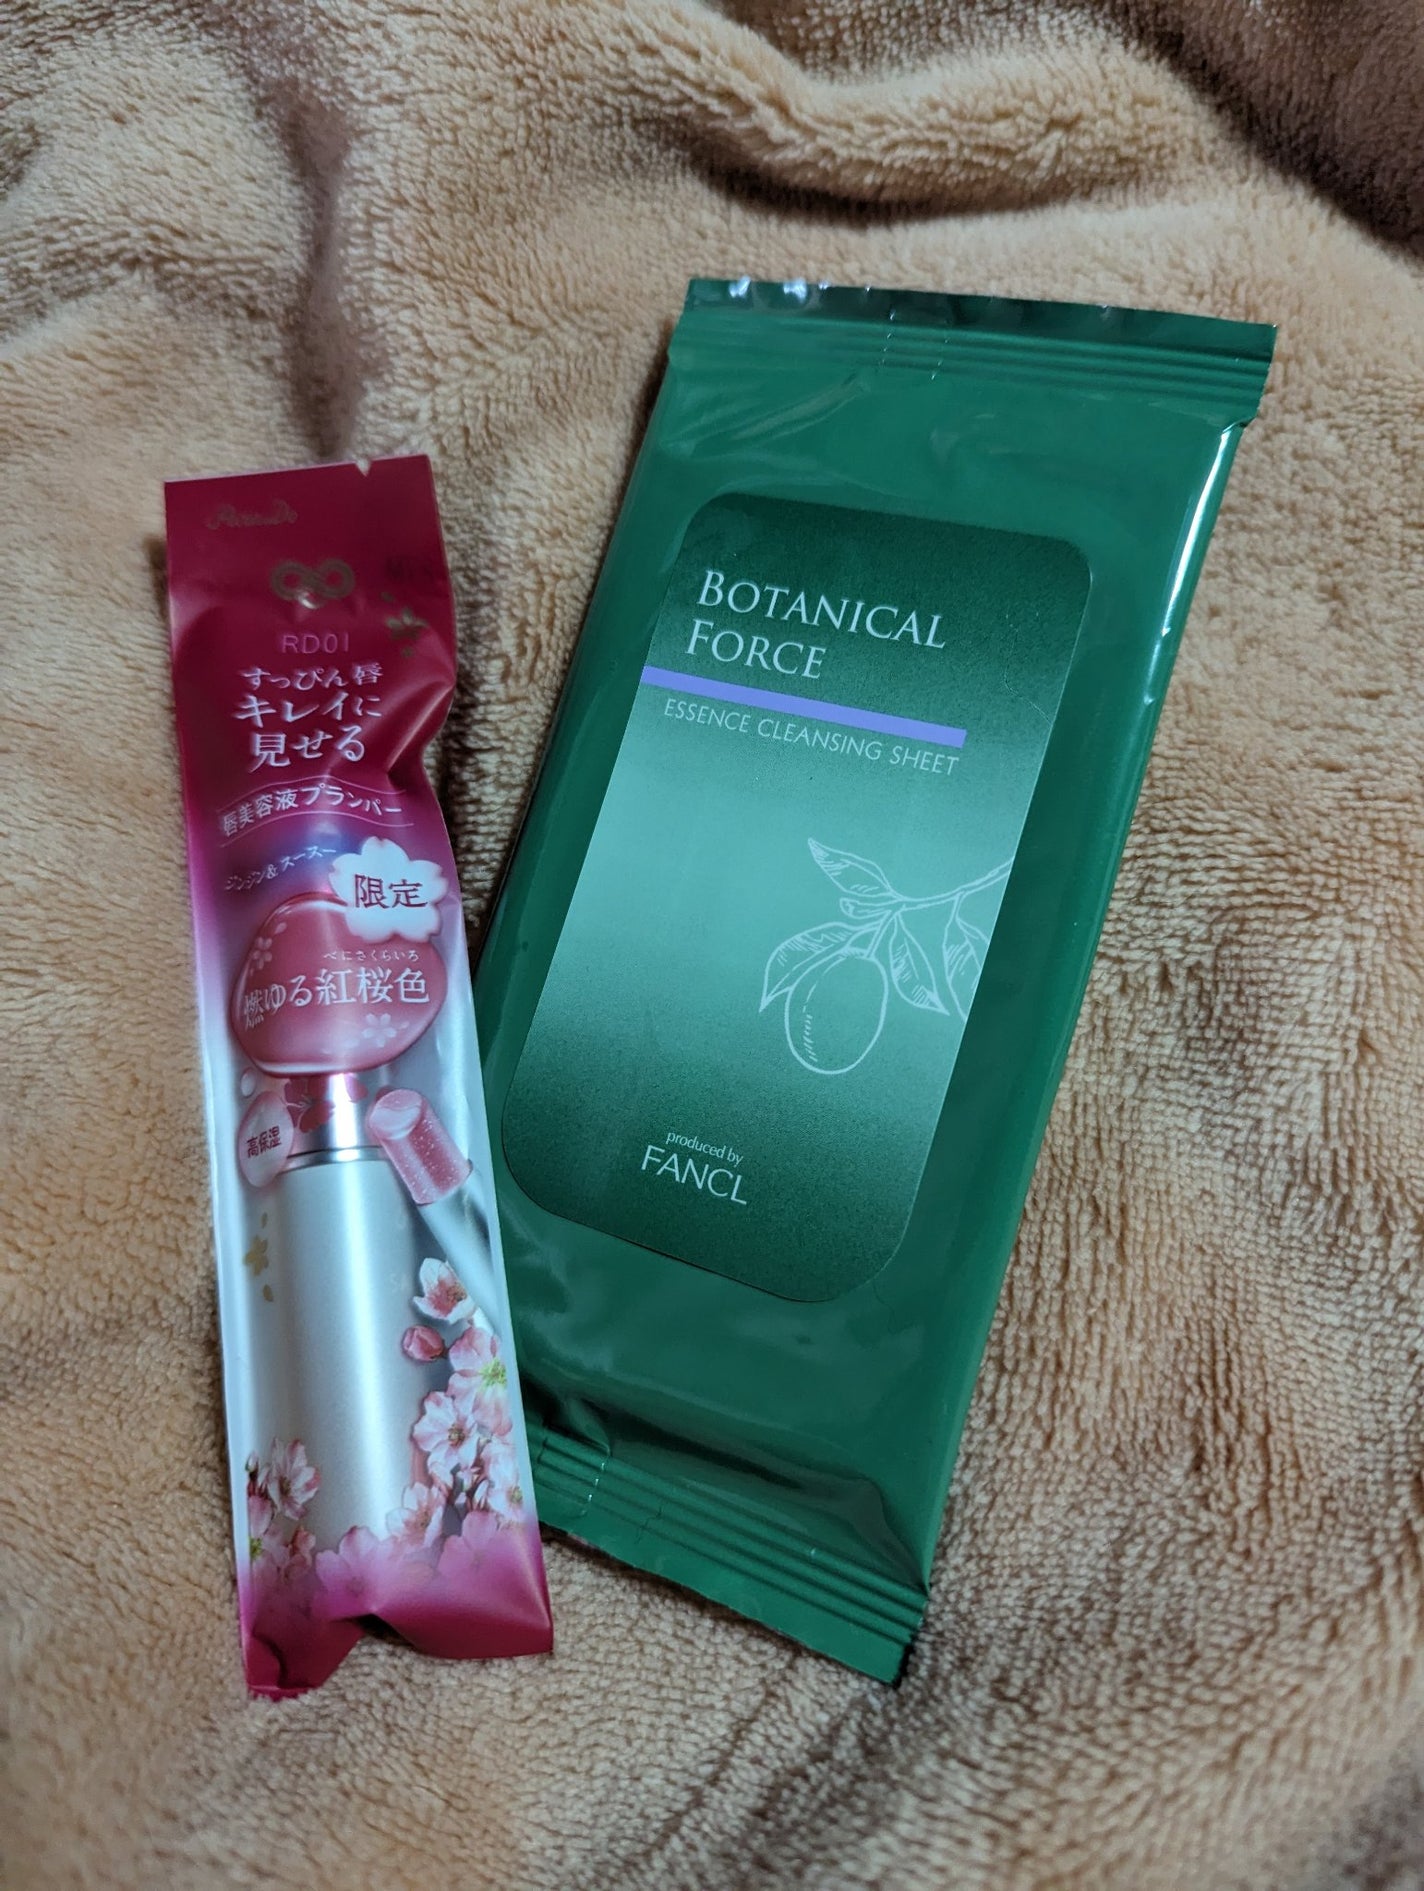 RD01
すっぴん唇
キレイに
見せる
唇美容液プランパー
ジンジン&スースー
限定
べにさくらいろ
燃ゆる紅桜色
高保湿
BOTANICAL
FORCE
ESSENCE CLEANSING SHEET
produced by
FANCL